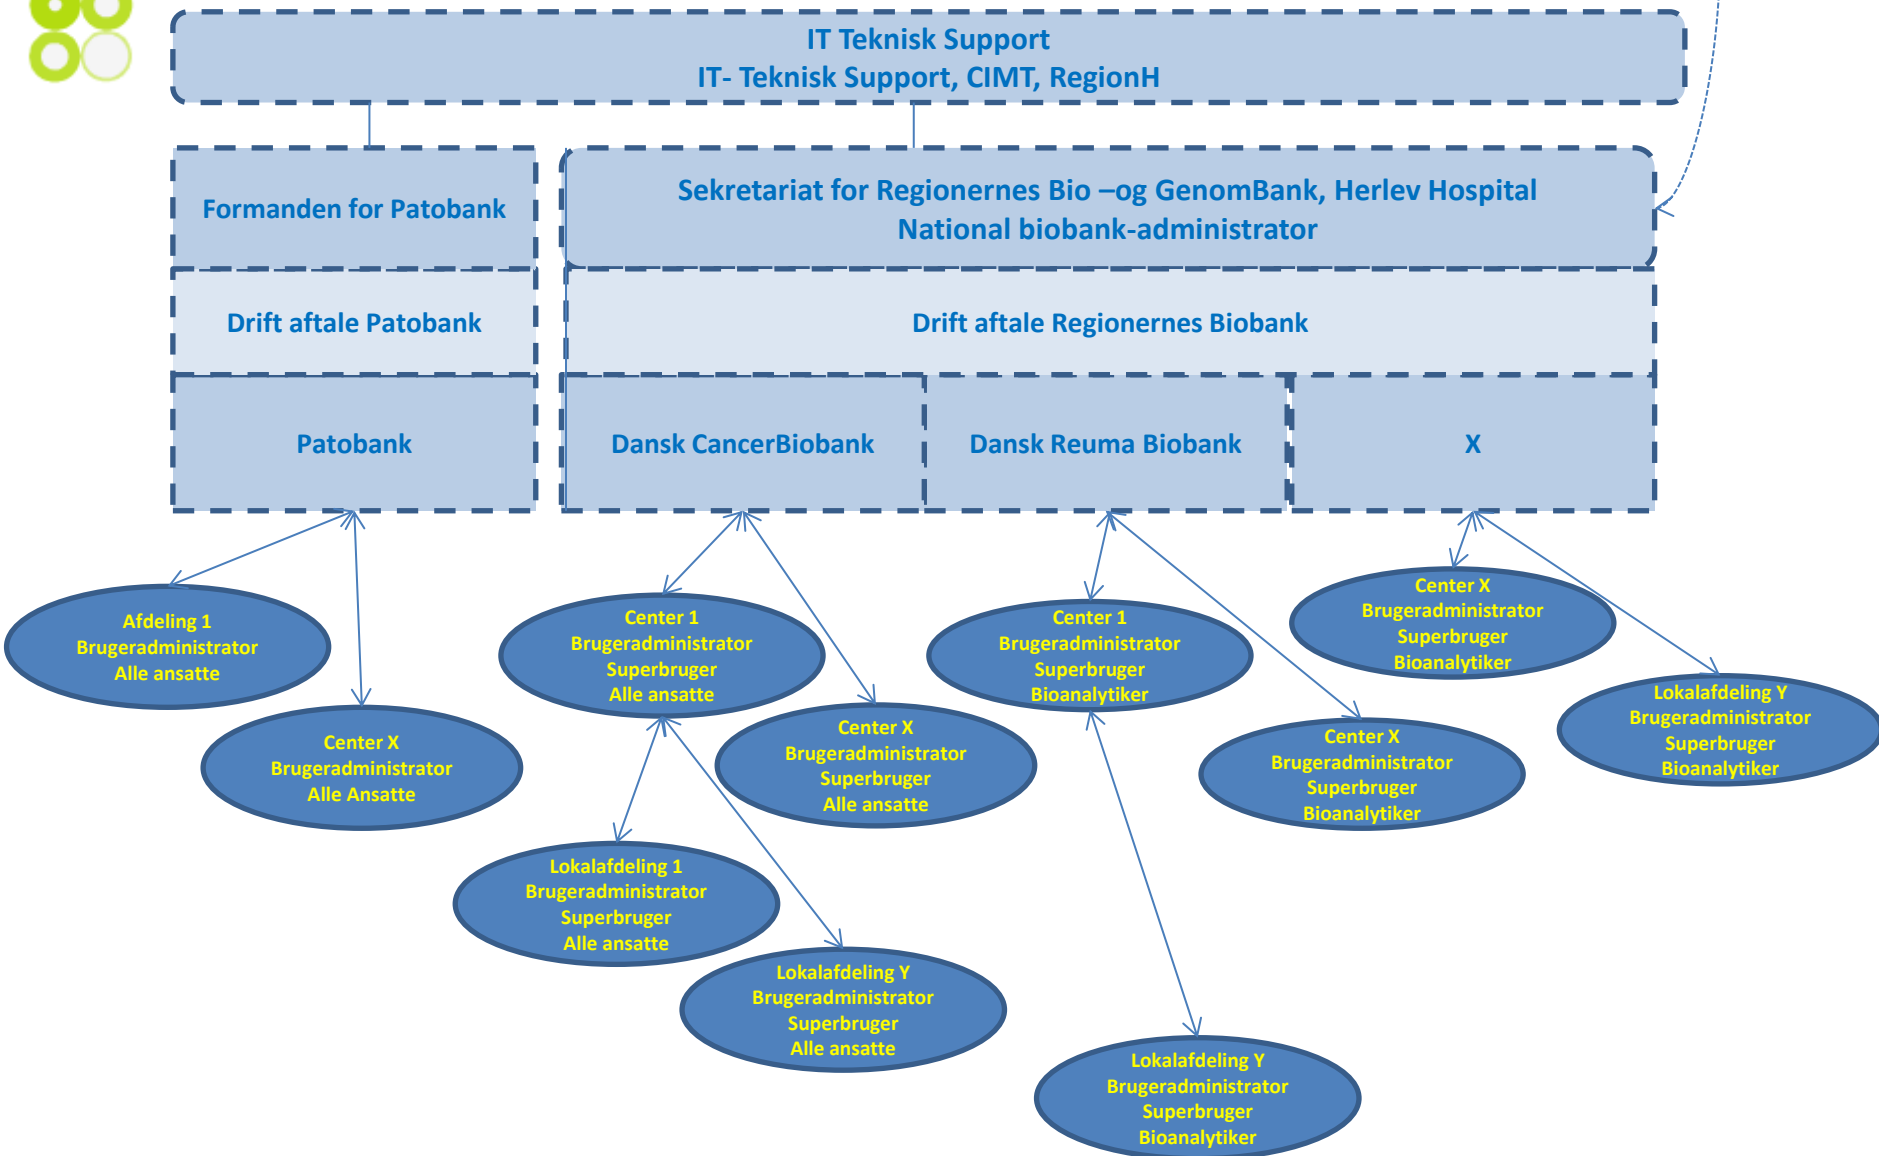 IT Teknisk Support
IT- Teknisk Support, CIMT, RegionH
Formanden for Patobank
Sekretariat for Regionernes Bio –og GenomBank, Herlev Hospital
National biobank-administrator
Drift aftale Patobank
Drift aftale Regionernes Biobank
Patobank
Dansk CancerBiobank
Dansk Reuma Biobank
X
Afdeling 1
Brugeradministrator
Alle ansatte
Center X
Brugeradministrator
Alle Ansatte
Center 1
Brugeradministrator
Superbruger
Alle ansatte
Center X
Brugeradministrator
Superbruger
Alle ansatte
Lokalafdeling 1
Brugeradministrator
Superbruger
Alle ansatte
Lokalafdeling Y
Brugeradministrator
Superbruger
Alle ansatte
Center 1
Brugeradministrator
Superbruger
Bioanalytiker
Center X
Brugeradministrator
Superbruger
Bioanalytiker
Lokalafdeling Y
Brugeradministrator
Superbruger
Bioanalytiker
Center X
Brugeradministrator
Superbruger
Bioanalytiker
Lokalafdeling Y
Brugeradministrator
Superbruger
Bioanalytiker